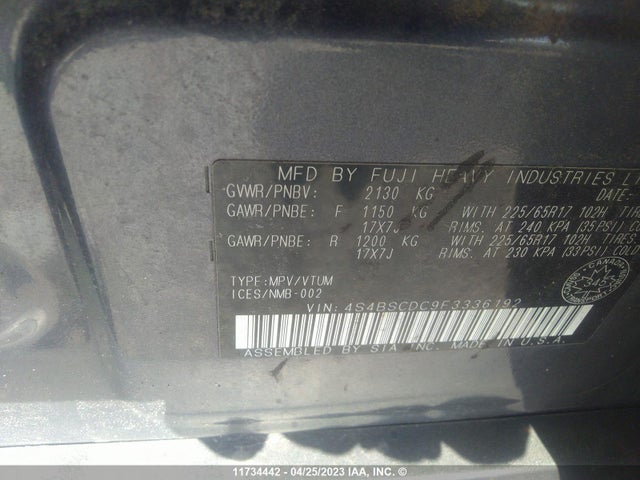 MFD BY FUJI HEAVY INDUSTRIES
GVWR/PNBV: 2130 KG DATE:
GAWR/PNBE: F 1150 KG WITH 225/65R17 102H
17X7J RIMS. AT 240 KPA (35PSI) COLD
GAWR/PNBE: R 1200 KG WITH 225/65R17 102H TIRES
17X7J RIMS. AT 230 KPA (33PSI) COLD
TYPE:MPV/VTUM
ICES/NMB-002
VIN: 4S4BSCDC9F3336492
ASSEMBLED BY SIA, INC. MADE IN U.S.A.
11734442 - 04/25/2023 IAA, Inc. ©